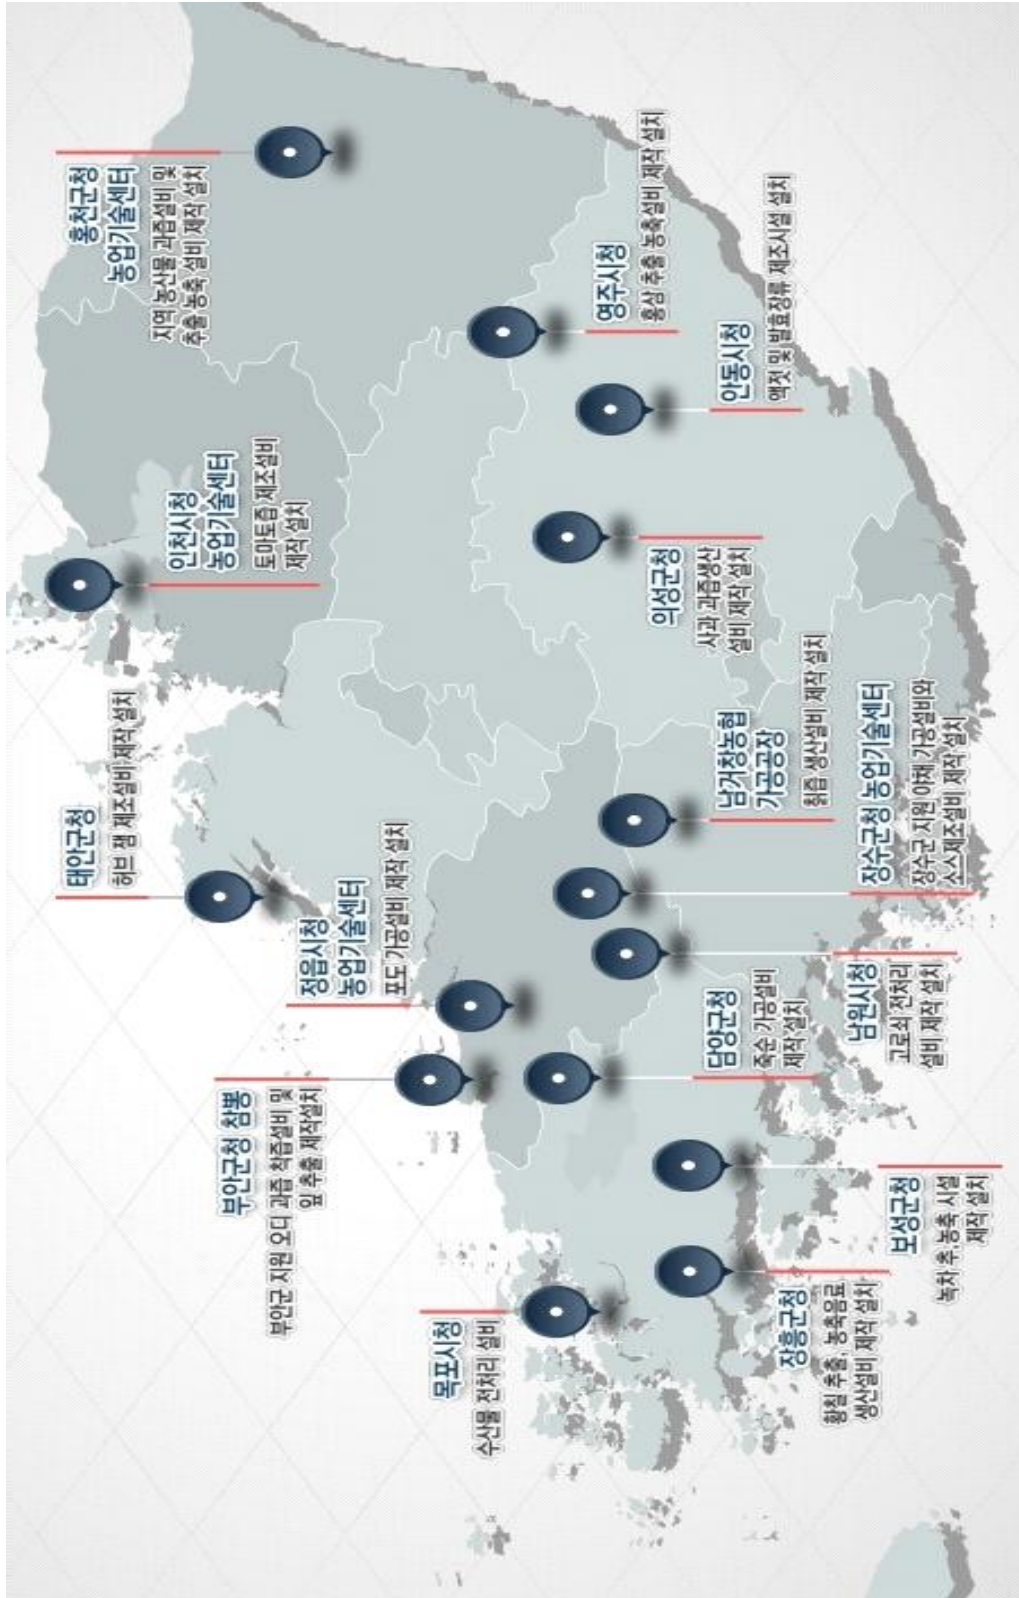 홍천군청
농업기술센터
지역 농산물 과즙설비 및
추출 농축 설비 제작 설치
인천시청
농업기술센터
토마토즙 제조설비
제작 설치
영주시청
홍삼 추출 농축설비 제작 설치
안동시청
액젓 및 발효장류 제조시설 설치
의성군청
사과 과즙생산
설비 제작 설치
태안군청
허브 잼 제조설비 제작 설치
남거창농협
가공공장
칡즙 생산설비 제작 설치
장수군청 농업기술센터
장수군 지원 야채 가공설비와
소스제조설비 제작 설치
정읍시청
농업기술센터
포도 가공설비 제작 설치
남원시청
고로쇠 전처리
설비 제작 설치
부안군청 참뽕
부안군 지원 오디 과즙 착즙설비 및
잎 추출 제작설치
담양군청
죽순 가공설비
제작 설치
보성군청
녹차 추,농축 시설
제작 설치
장흥군청
황칠 추출, 농축음료
생산설비 제작 설치
목포시청
수산물 전처리 설비